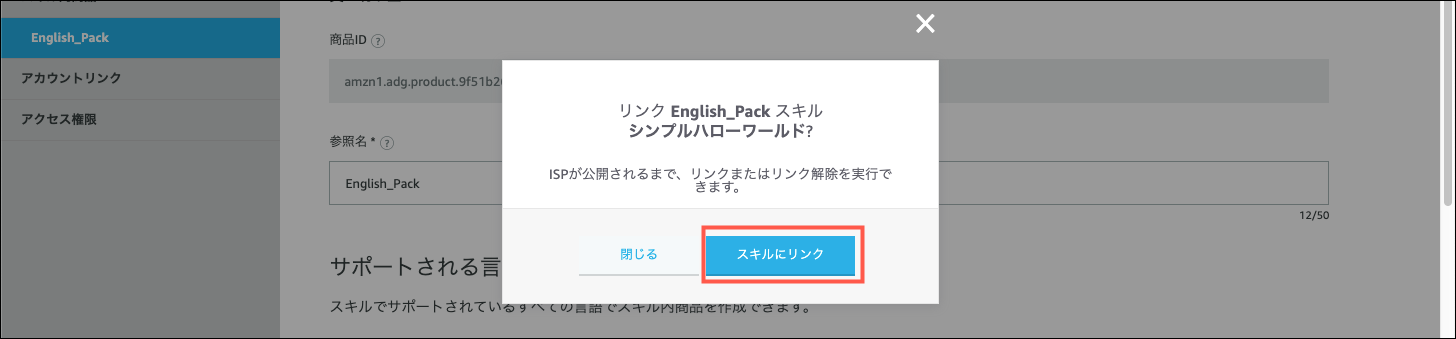 English_Pack
アカウントリンク
アクセス権限
商品ID ?
amzn1.adg.product.9f51b2
参照名 * ?
English_Pack
12/50
サポートされる言
スキルでサポートされているすべての言語でスキル内商品を作成できます。
リンク English_Pack スキル
シンプルハローワールド?
ISPが公開されるまで、リンクまたはリンク解除を実行で
きます。
閉じる
スキルにリンク